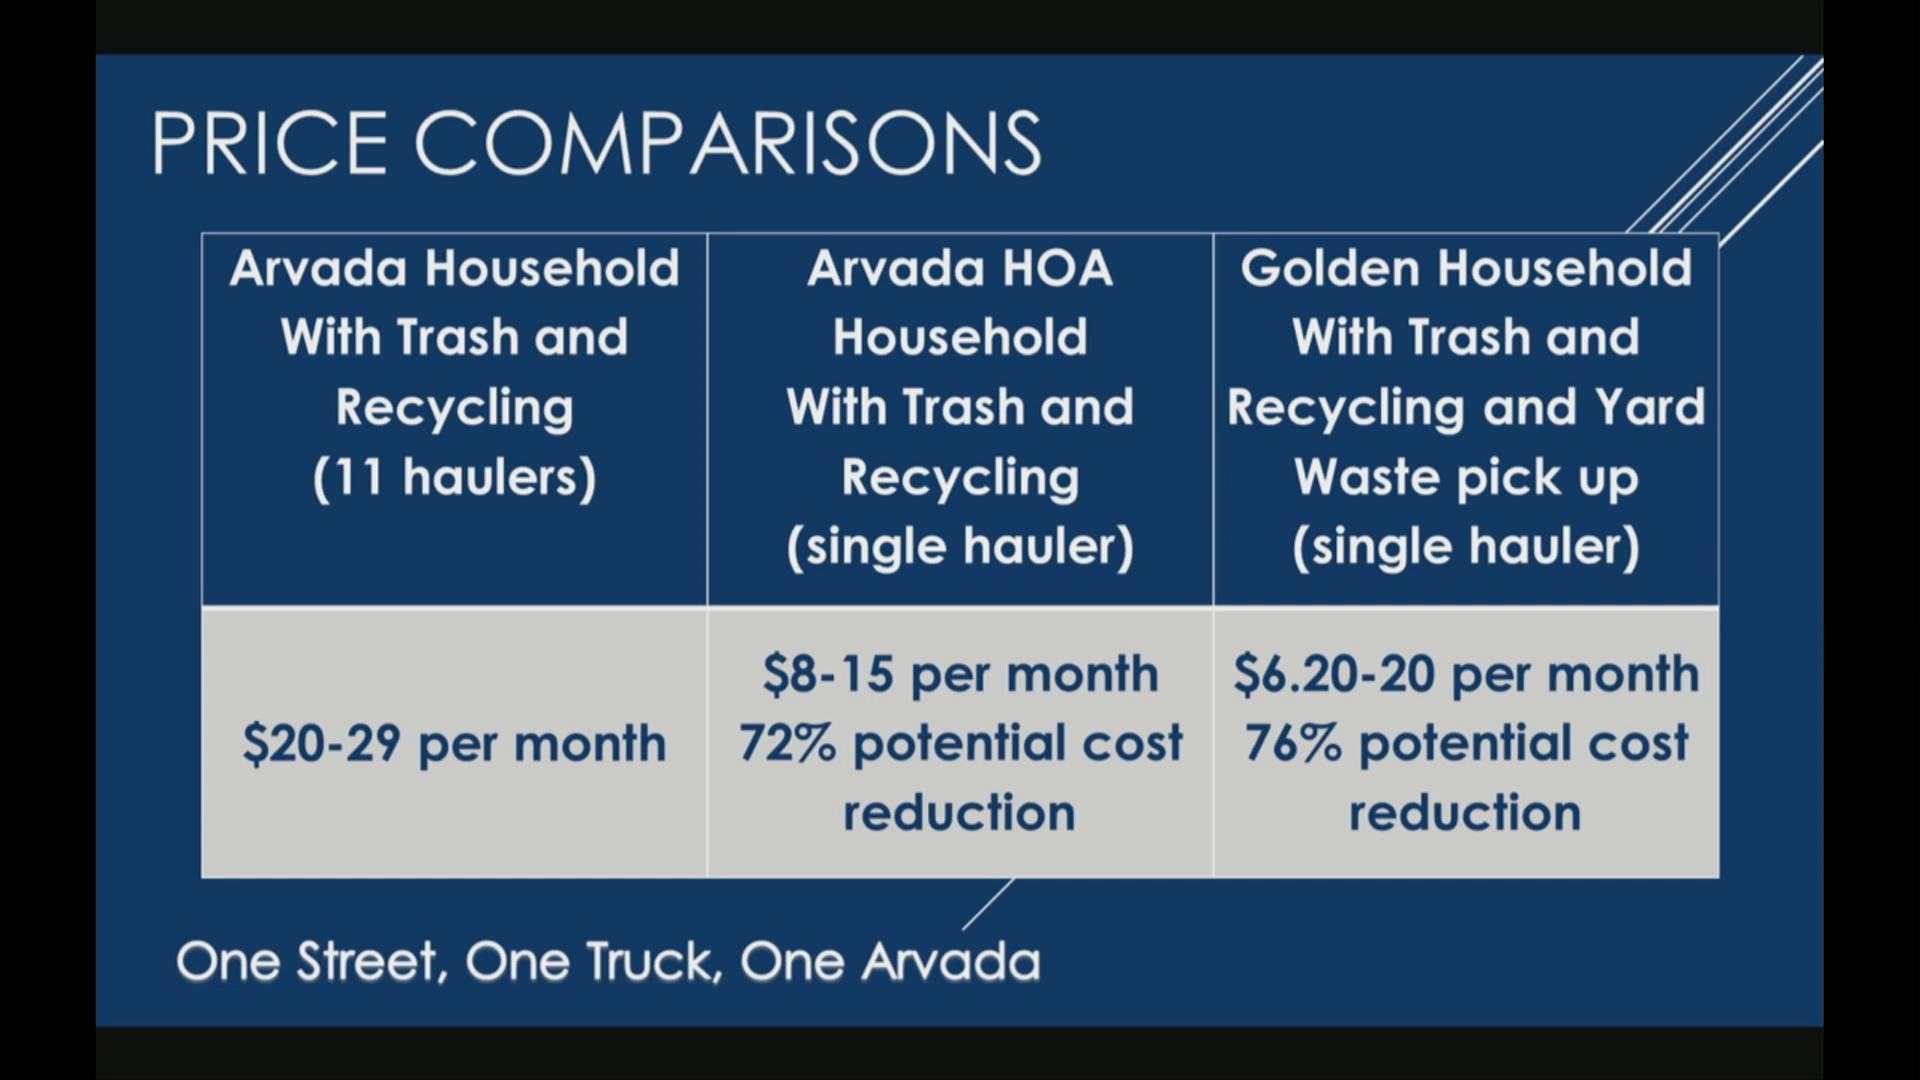 PRICE COMPARISONS
Arvada Household
With Trash and
Recycling
(11 haulers)
Arvada HOA
Household
With Trash and
Recycling
(single hauler)
Golden Household
With Trash and
Recycling and Yard
Waste pick up
(single hauler)
$20-29 per month
$8-15 per month
72% potential cost
reduction
$6.20-20 per month
76% potential cost
reduction
One Street, One Truck, One Arvada